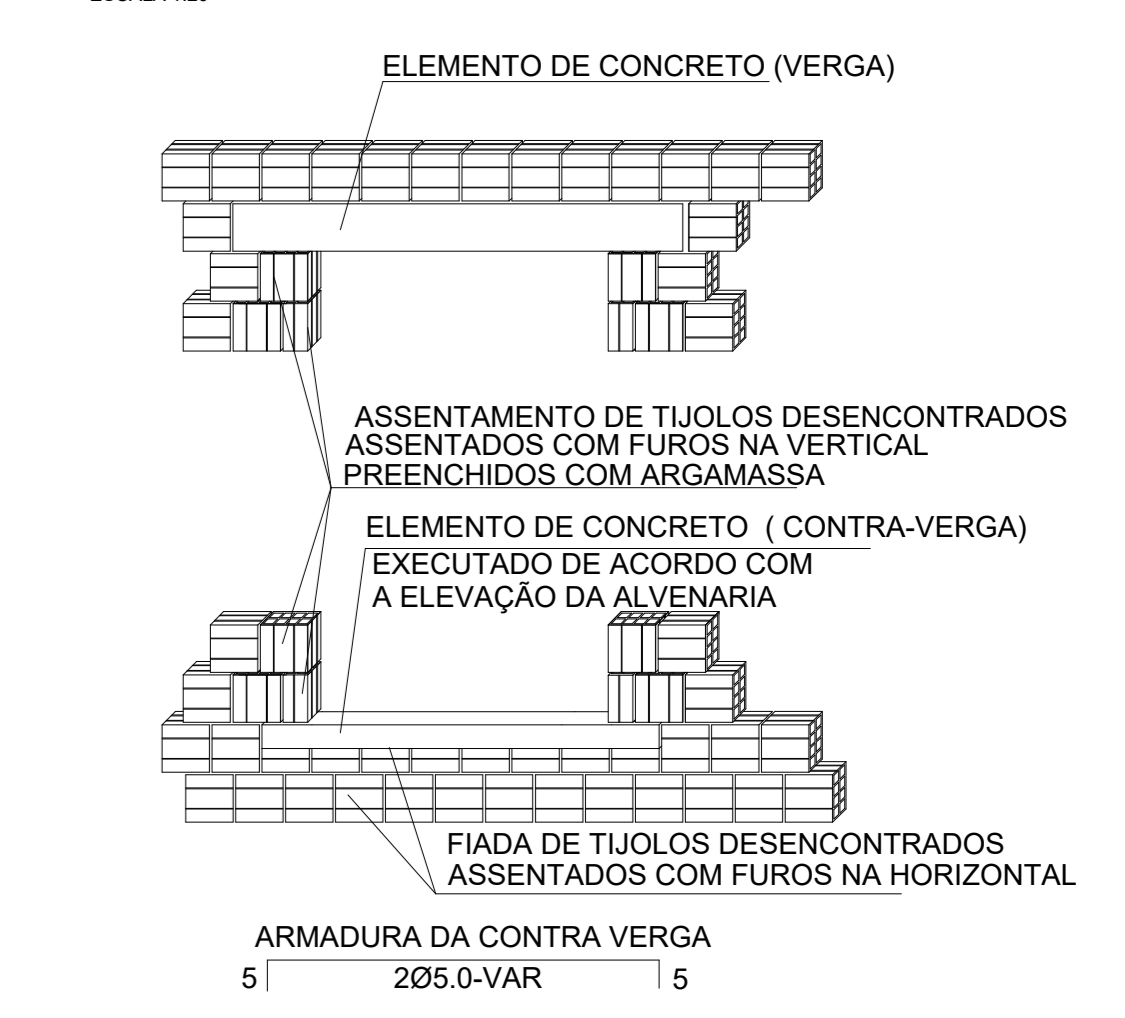 ELEMENTO DE CONCRETO (VERGA)
ASSENTAMENTO DE TIJOLOS DESENCONTRADOS
ASSENTADOS COM FUROS NA VERTICAL
PREENCHIDOS COM ARGAMASSA
ELEMENTO DE CONCRETO ( CONTRA-VERGA)
EXECUTADO DE ACORDO COM
A ELEVAÇÃO DA ALVENARIA
FIADA DE TIJOLOS DESENCONTRADOS
ASSENTADOS COM FUROS NA HORIZONTAL
ARMADURA DA CONTRA VERGA
5 2Ø5.0-VAR 5